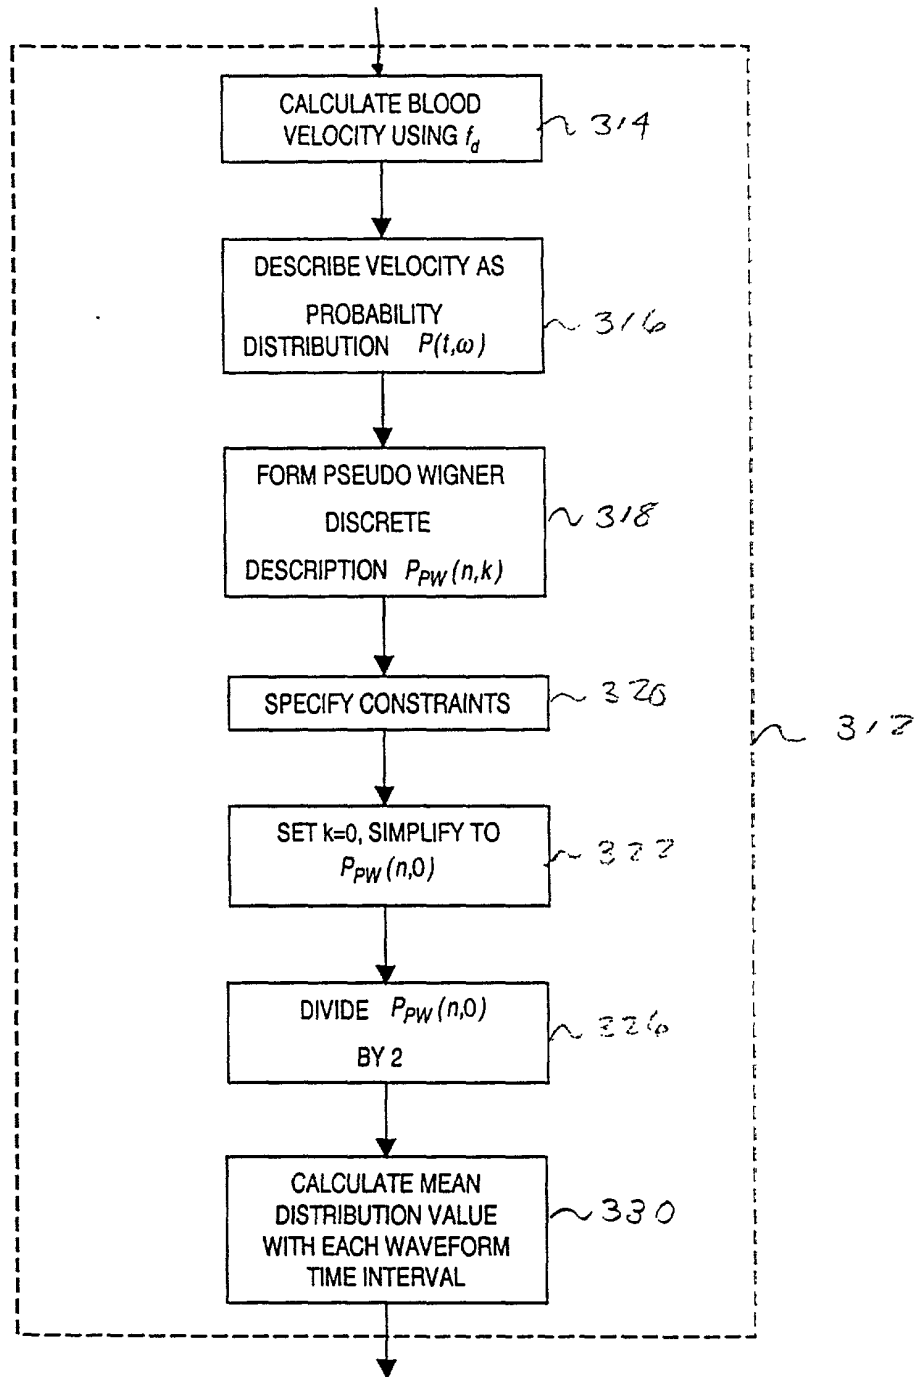 CALCULATE BLOOD
VELOCITY USING f_d
314
DESCRIBE VELOCITY AS
PROBABILITY
DISTRIBUTION P(t,ω)
316
FORM PSEUDO WIGNER
DISCRETE
DESCRIPTION P_PW(n,k)
318
SPECIFY CONSTRAINTS
320
312
SET k=0, SIMPLIFY TO
P_PW(n,0)
322
DIVIDE P_PW(n,0)
BY 2
326
CALCULATE MEAN
DISTRIBUTION VALUE
WITH EACH WAVEFORM
TIME INTERVAL
330